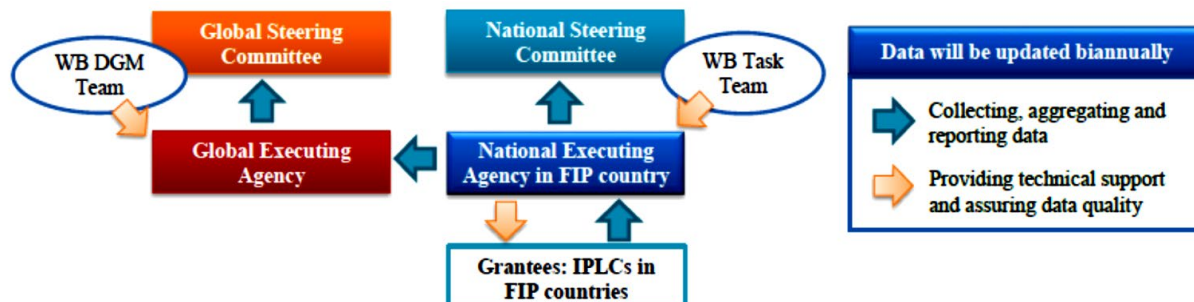 Global Steering
Committee
National Steering
Committee
WB DGM
Team
WB Task
Team
Global Executing
Agency
National Executing
Agency in FIP country
Grantees: IPLCs in
FIP countries
Data will be updated biannually
Collecting, aggregating and
reporting data
Providing technical support
and assuring data quality